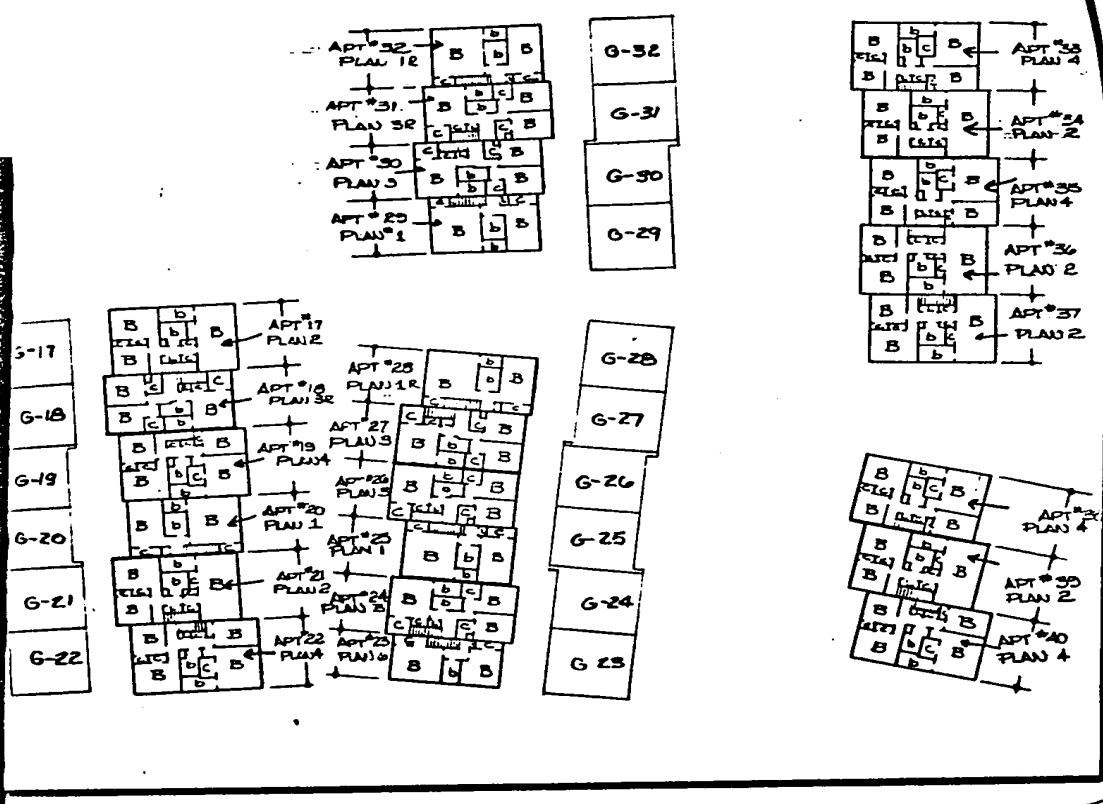 APT #32
PLAN 1R
APT #31
PLAN 3R
APT #30
PLAN 3
APT #29
PLAN #1
b
B B
b
B b c B
b
c c
c c B
B b
b c
c
b
B B
b
G-32
G-31
G-30
G-29
B b B
b c
B B
B b B
B b c
B b B
b c
B B
B B
B b c
b
B B
B b c
b
APT #33
PLAN 4
APT #34
PLAN 2
APT #35
PLAN 4
APT #36
PLAN 2
APT #37
PLAN 2
G-17
G-18
G-19
G-20
G-21
G-22
B b B
b
B
B c c
B b B
c b
B B
b c B
b
B b B
b
B b B
b c
B
B B
B b c B
b
APT #17
PLAN 2
APT #18
PLAN 3R
APT #19
PLAN 4
APT #20
PLAN 1
APT #21
PLAN 2
APT #22
PLAN 4
APT #28
PLAN 1R
APT #27
PLAN 3
APT #26
PLAN 3
APT #25
PLAN 1
APT #24
PLAN 3
APT #23
B b B
b
c c B
B b B
b c
B b c B
b
c c B
B b B
b
B b c B
b
c c B
B b B
G-28
G-27
G-26
G-25
G-24
G-23
B b B
b c
B B
B b B
b c
B
B B
B b c B
b
PLAN 4
APT #39
PLAN 2
APT #40
PLAN 4